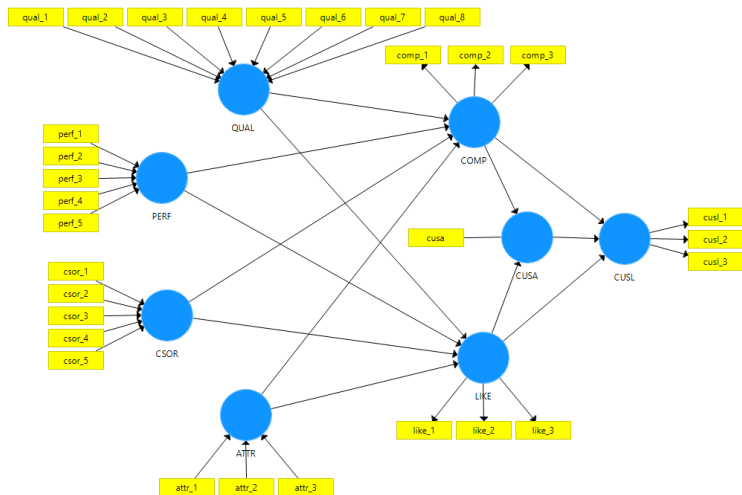 qual_1 qual_2 qual_3 qual_4 qual_5 qual_6 qual_7 qual_8
comp_1 comp_2 comp_3
QUAL
perf_1
perf_2
perf_3
perf_4
perf_5
COMP
PERF
cusl_1
cusa
cusl_2
cusl_3
CUSA
CUSL
csor_1
csor_2
csor_3
csor_4
csor_5
CSOR
LIKE
like_1 like_2 like_3
ATTR
attr_1 attr_2 attr_3